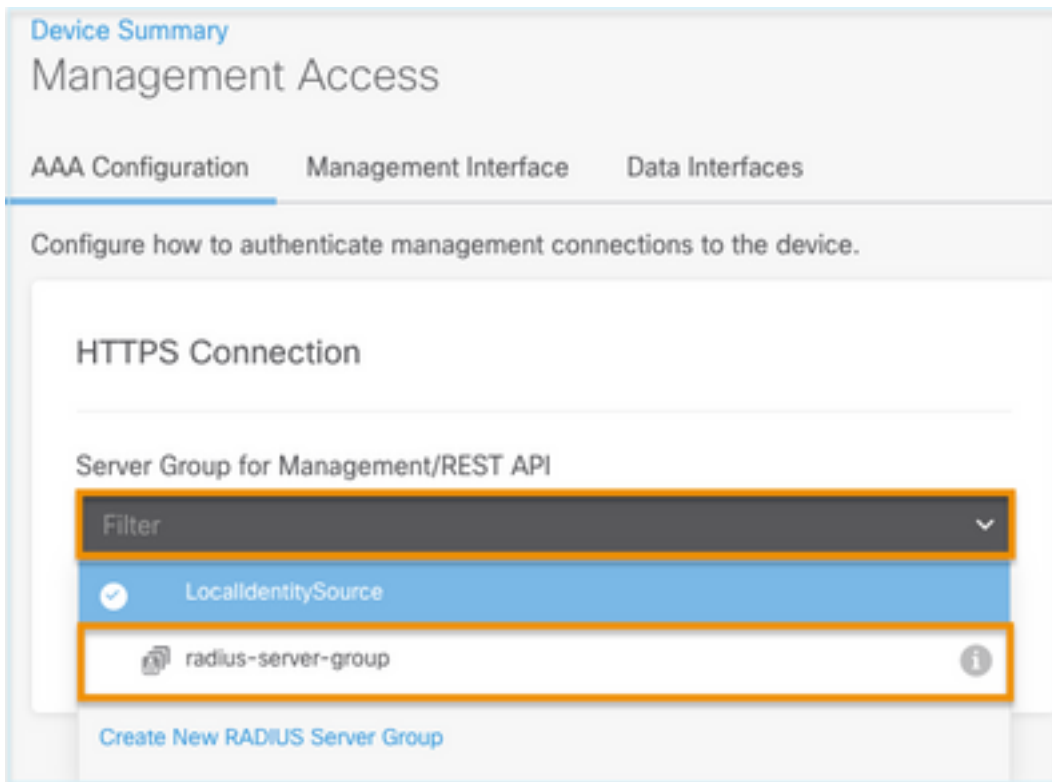 Device Summary
Management Access
AAA Configuration Management Interface Data Interfaces
Configure how to authenticate management connections to the device.
HTTPS Connection
Server Group for Management/REST API
Filter
LocalIdentitySource
radius-server-group
Create New RADIUS Server Group